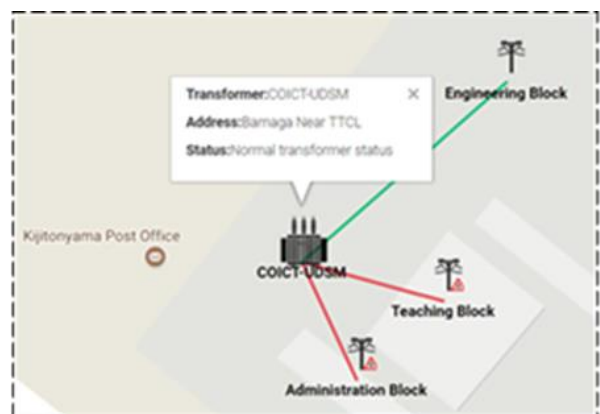 Transformer:COICT-UDSM
Address:Bamaga Near TTCL
Status:Normal transformer status
Engineering Block
Kijitonyama Post Office
COICT-UDSM
Teaching Block
Administration Block